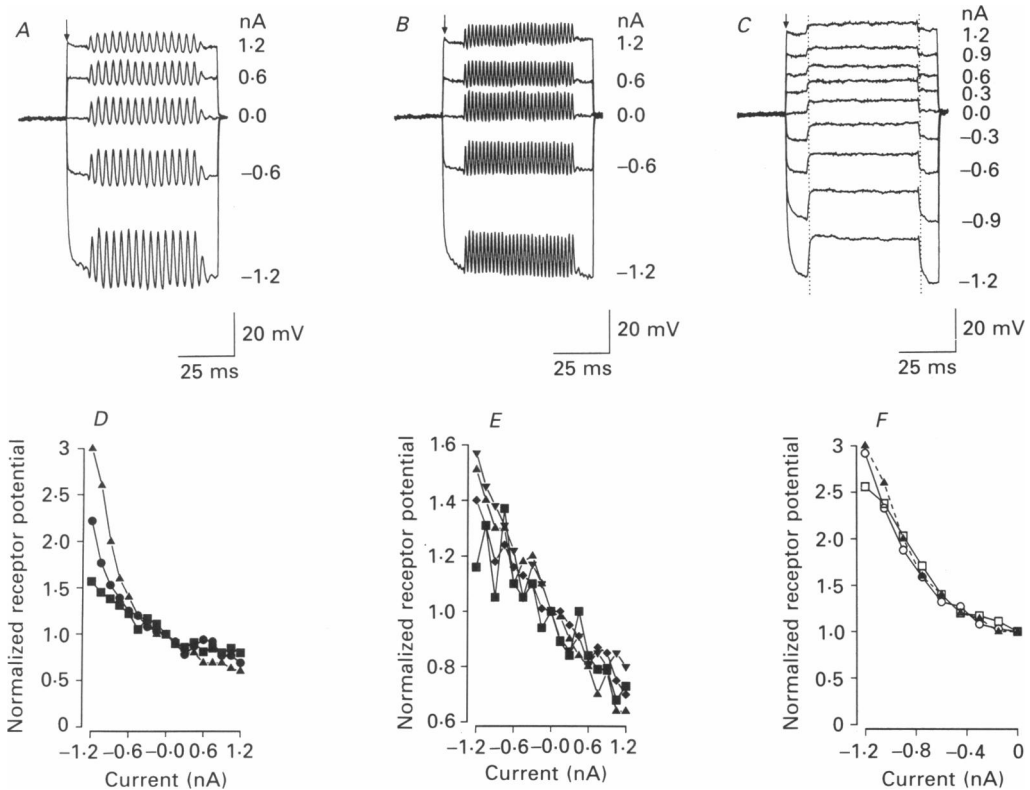 A
nA
1·2
0·6
0·0
−0·6
−1·2
20 mV
25 ms
B
nA
1·2
0·6
0·0
−0·6
−1·2
20 mV
25 ms
C
nA
1·2
0·9
0·6
0·3
0·0
−0·3
−0·6
−0·9
−1·2
20 mV
25 ms
D
Normalized receptor potential
3
2·5
2·0
1·5
1·0
0·5
0
−1·2 −0·6 −0·0 0·6 1·2
Current (nA)
E
Normalized receptor potential
1·6
1·4
1·2
1·0
0·8
0·6
−1·2 −0·6 −0·0 0·6 1·2
Current (nA)
F
Normalized receptor potential
3
2·5
2·0
1·5
1·0
0·5
0
−1·2 −0·8 −0·4 0
Current (nA)